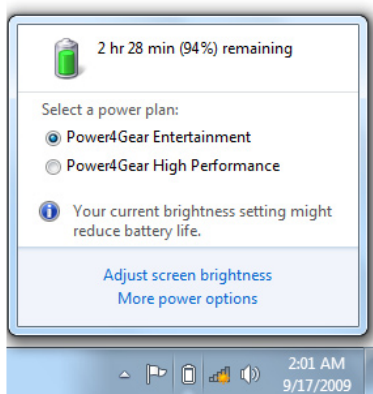 2 hr 28 min (94%) remaining
Select a power plan:
Power4Gear Entertainment
Power4Gear High Performance
Your current brightness setting might
reduce battery life.
Adjust screen brightness
More power options
2:01 AM
9/17/2009